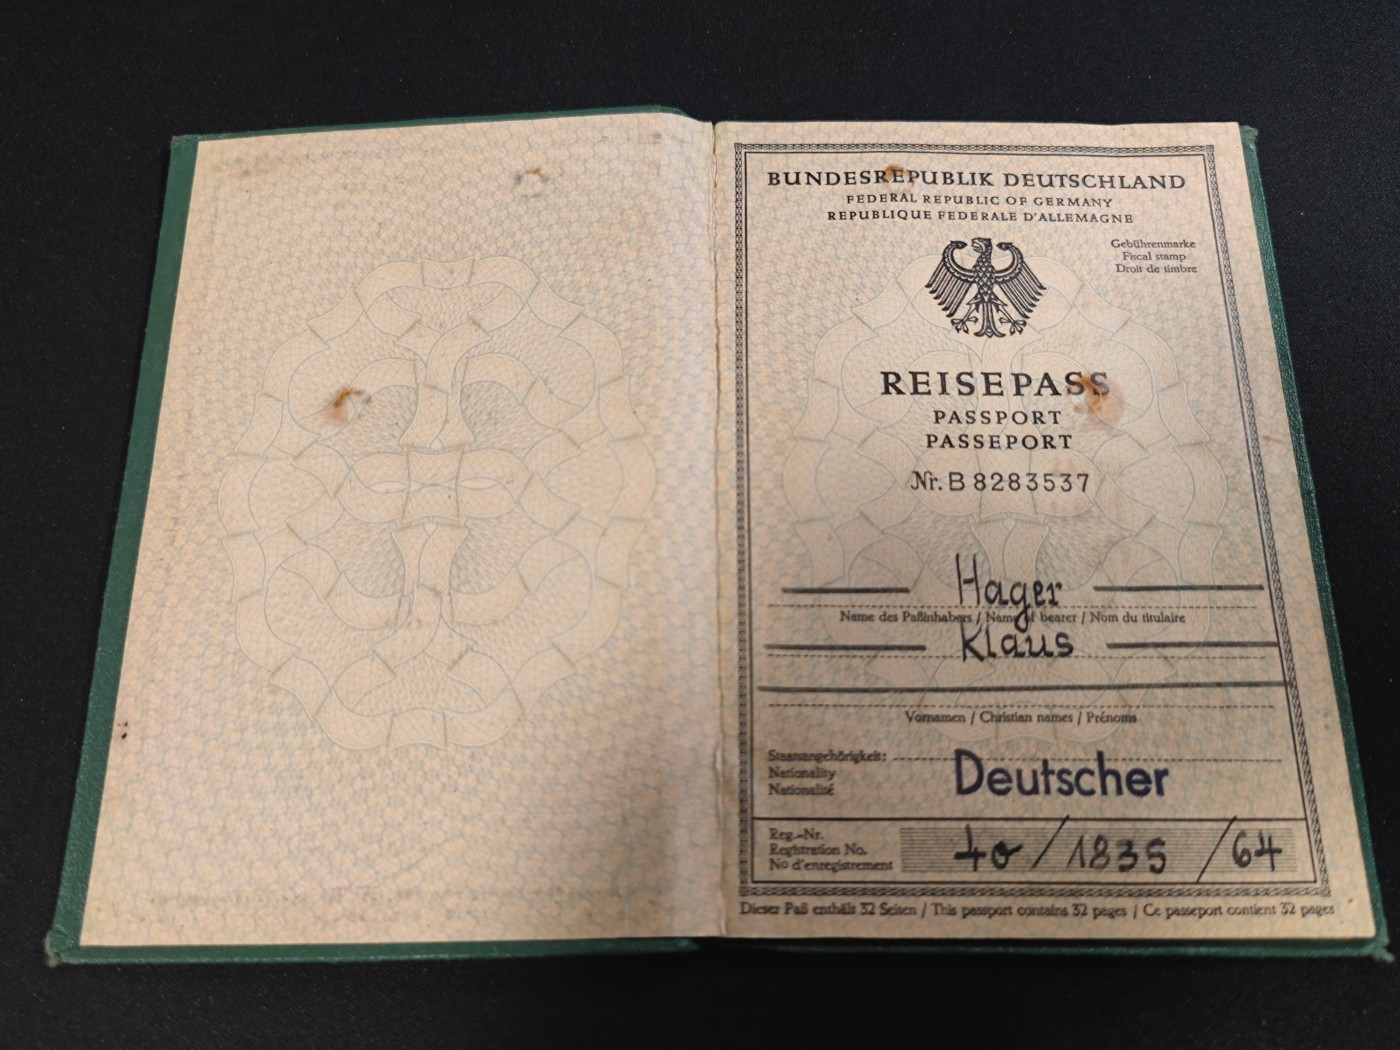 BUNDESREPUBLIK DEUTSCHLAND
FEDERAL REPUBLIC OF GERMANY
REPUBLIQUE FEDERALE D'ALLEMAGNE
Gebührenmarke
Fiscal stamp
Droit de timbre
REISEPASS
PASSPORT
PASSEPORT
Nr. B 8283537
Hager
Name des Paßinhabers / Name of bearer / Nom du titulaire
Klaus
Vornamen / Christian names / Prénoms
Staatsangehörigkeit:
Nationality
Nationalité
Deutscher
Reg.-Nr.
Registration No.
No d'enregistrement
40/1835/64
Dieser Paß enthält 32 Seiten / This passport contains 32 pages / Ce passeport contient 32 pages